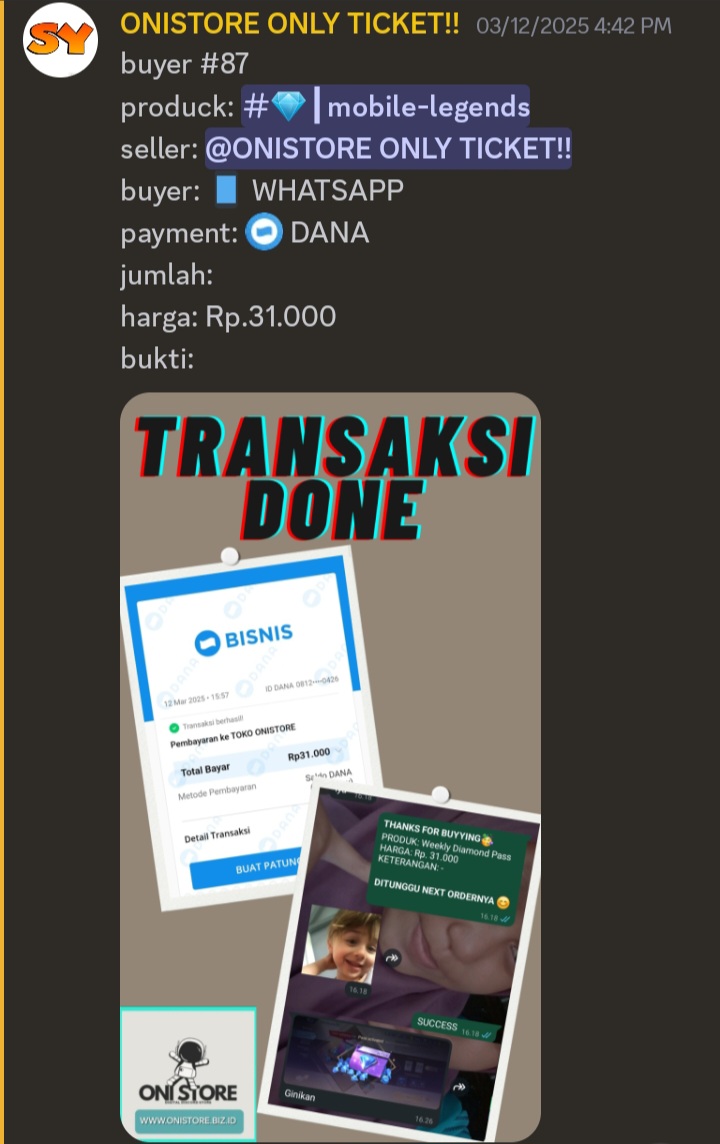 SY
ONISTORE ONLY TICKET!! 03/12/2025 4:42 PM
buyer #87
produck: #💎┃mobile-legends
seller: @ONISTORE ONLY TICKET!!
buyer: WHATSAPP
payment: DANA
jumlah:
harga: Rp.31.000
bukti:
TRANSAKSI
DONE
BISNIS
12 Mar 2025 • 15:57 ID DANA 0812••••0426
Transaksi berhasil!
Pembayaran ke TOKO ONISTORE
Total Bayar Rp31.000
Metode Pembayaran Saldo DANA
Detail Transaksi
BUAT PATUNG
16.18
THANKS FOR BUYYING🥳
PRODUK: Weekly Diamond Pass
HARGA: Rp. 31.000
KETERANGAN: -
DITUNGGU NEXT ORDERNYA 😊
16.18
16.18
SUCCESS 16.18
Ginikan
16.26
ONI STORE
WWW.ONISTORE.BIZ.ID